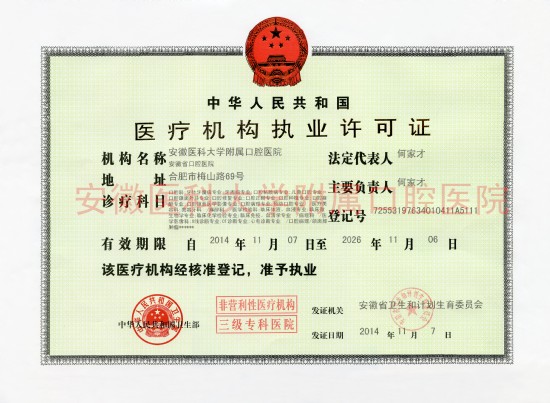 中华人民共和国
医疗机构执业许可证
机构名称 安徽医科大学附属口腔医院 法定代表人 何家才
安徽省口腔医院
地址 合肥市梅山路69号 主要负责人 何家才
诊疗科目
登记号 72553197634010411A5111
安徽医科大学附属口腔医院
有效期限 自 2014 年 11 月 07 日至 2026 年 11 月 06 日
该医疗机构经核准登记，准予执业
中华人民共和国卫生部
非营利性医疗机构
三级专科医院
发证机关 安徽省卫生和计划生育委员会
发证日期 2014 年 11 月 7 日